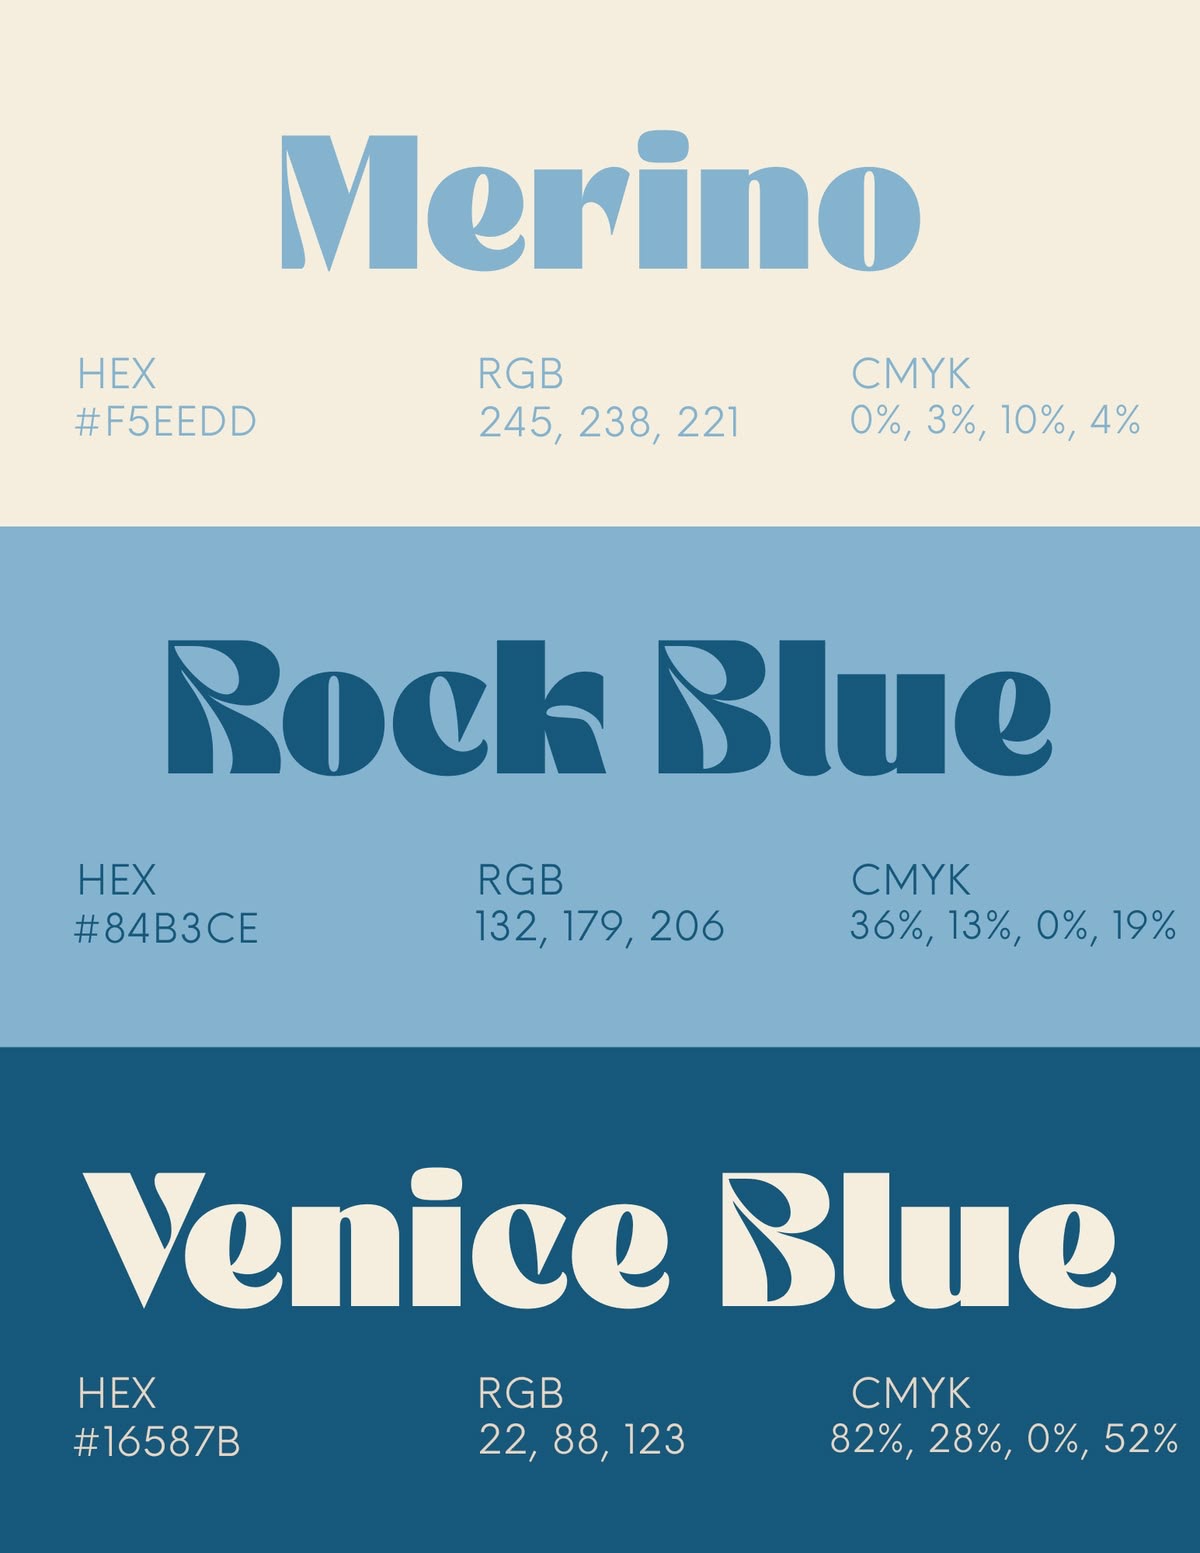 Merino
HEX
#F5EEDD
RGB
245, 238, 221
CMYK
0%, 3%, 10%, 4%
Rock Blue
HEX
#84B3CE
RGB
132, 179, 206
CMYK
36%, 13%, 0%, 19%
Venice Blue
HEX
#16587B
RGB
22, 88, 123
CMYK
82%, 28%, 0%, 52%